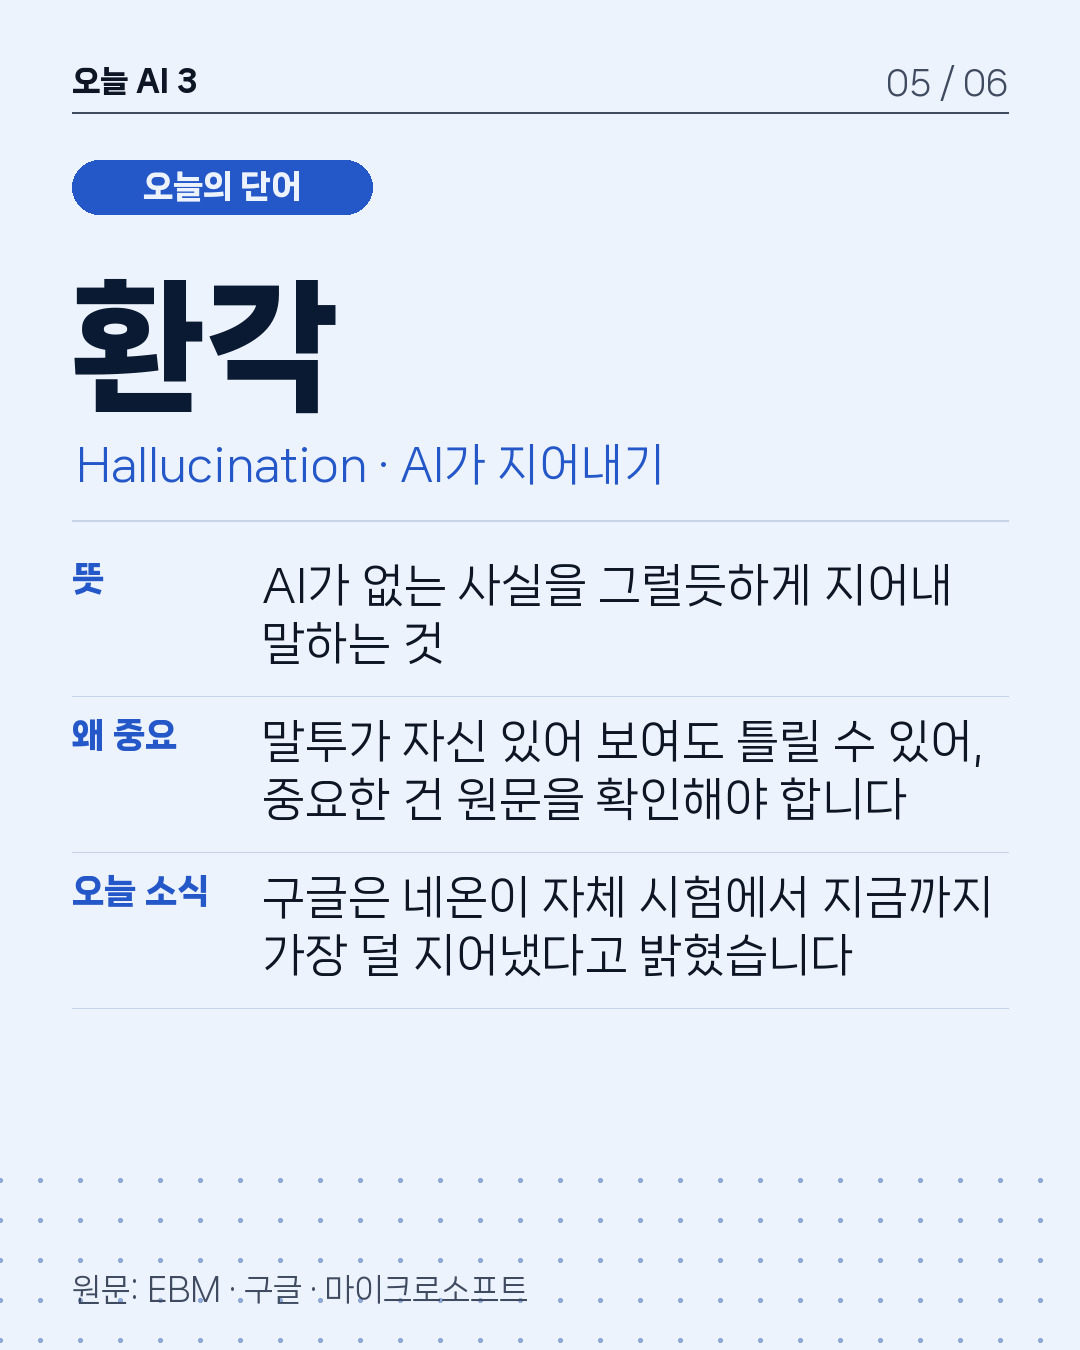 오늘 AI 3
05 / 06
오늘의 단어
환각
Hallucination · AI가 지어내기
뜻
AI가 없는 사실을 그럴듯하게 지어내
말하는 것
왜 중요
말투가 자신 있어 보여도 틀릴 수 있어,
중요한 건 원문을 확인해야 합니다
오늘 소식
구글은 네온이 자체 시험에서 지금까지
가장 덜 지어냈다고 밝혔습니다
원문: EBM · 구글 · 마이크로소프트